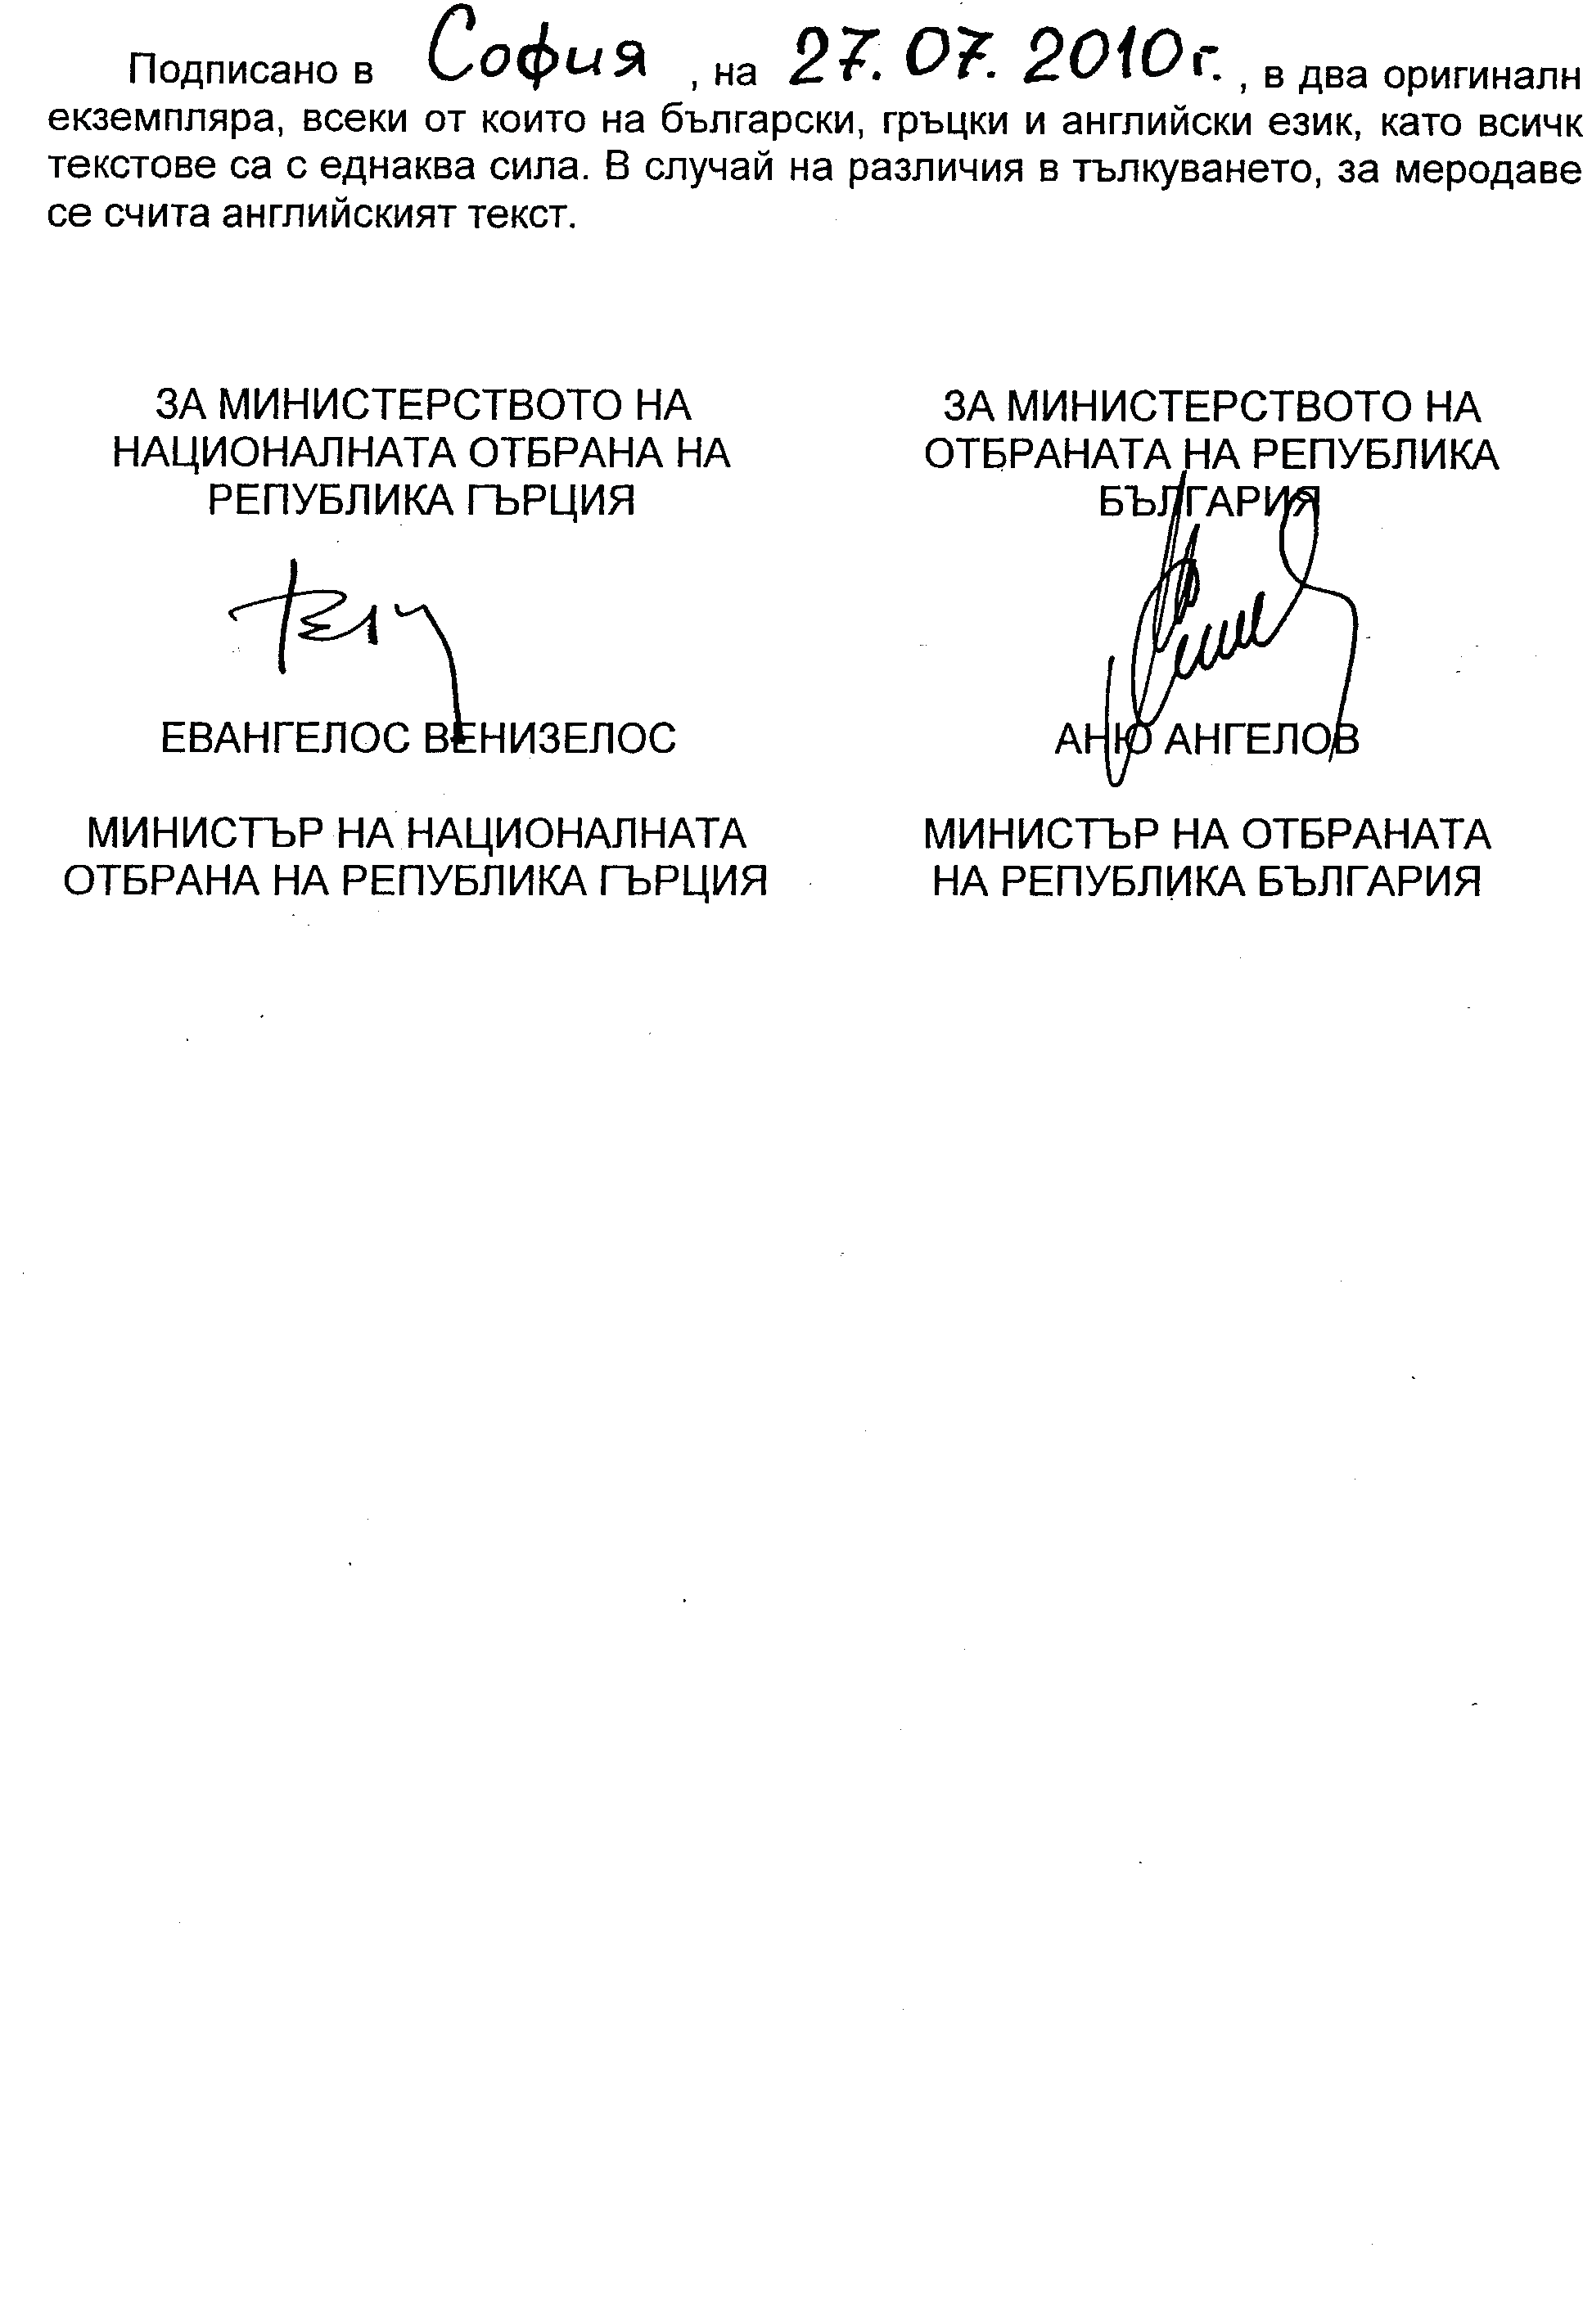 Подписано в София , на 27.07.2010г. , в два оригиналн
екземпляра, всеки от които на български, гръцки и английски език, като всичк
текстове са с еднаква сила. В случай на различия в тълкуването, за меродаве
се счита английският текст.
ЗА МИНИСТЕРСТВОТО НА
НАЦИОНАЛНАТА ОТБРАНА НА
РЕПУБЛИКА ГЪРЦИЯ
ЕВАНГЕЛОС ВЕНИЗЕЛОС
МИНИСТЪР НА НАЦИОНАЛНАТА
ОТБРАНА НА РЕПУБЛИКА ГЪРЦИЯ
ЗА МИНИСТЕРСТВОТО НА
ОТБРАНАТА НА РЕПУБЛИКА
БЪЛГАРИЯ
АНЮ АНГЕЛОВ
МИНИСТЪР НА ОТБРАНАТА
НА РЕПУБЛИКА БЪЛГАРИЯ